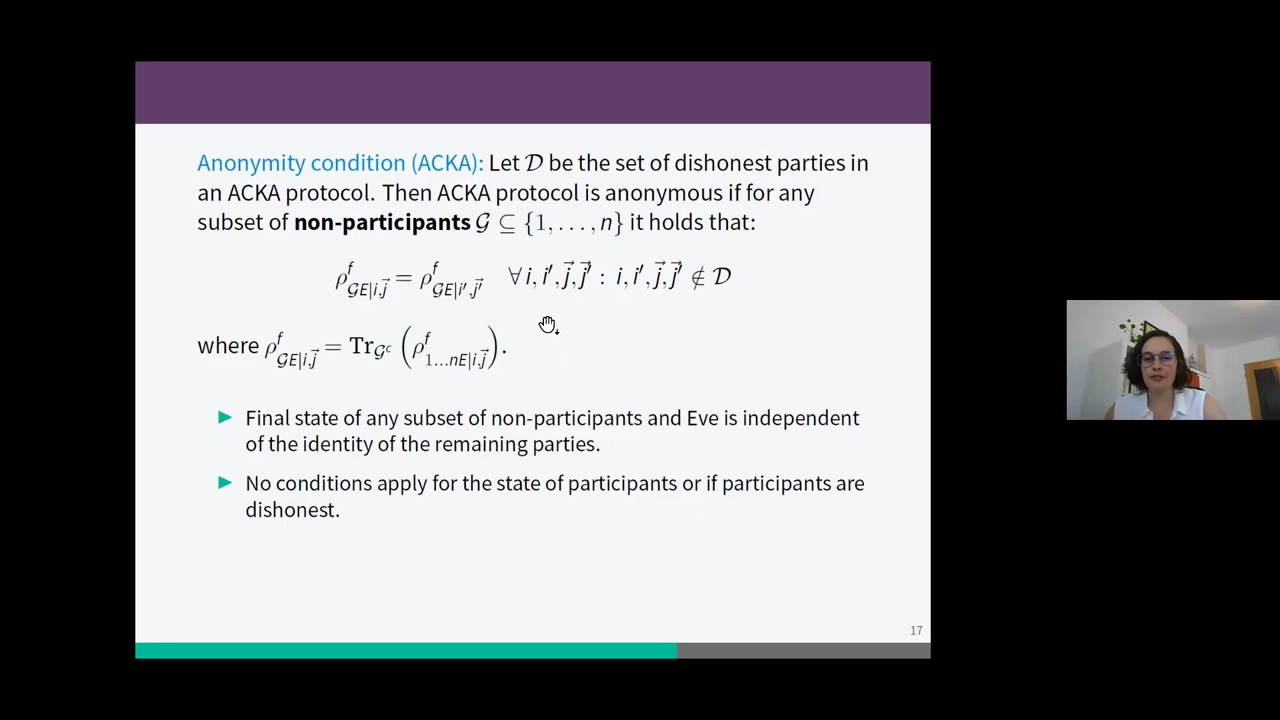 Anonymity condition (ACKA): Let 𝒟 be the set of dishonest parties in
an ACKA protocol. Then ACKA protocol is anonymous if for any
subset of non-participants 𝒢 ⊆ {1, . . . , n} it holds that:
ρ^f_{𝒢E|i,j⃗} = ρ^f_{𝒢E|i′,j⃗′} ∀ i, i′, j⃗, j⃗′ : i, i′, j⃗, j⃗′ ∉ 𝒟
where ρ^f_{𝒢E|i,j⃗} = Tr_{𝒢^c} (ρ^f_{1...nE|i,j⃗}).
▶ Final state of any subset of non-participants and Eve is independent
of the identity of the remaining parties.
▶ No conditions apply for the state of participants or if participants are
dishonest.
17